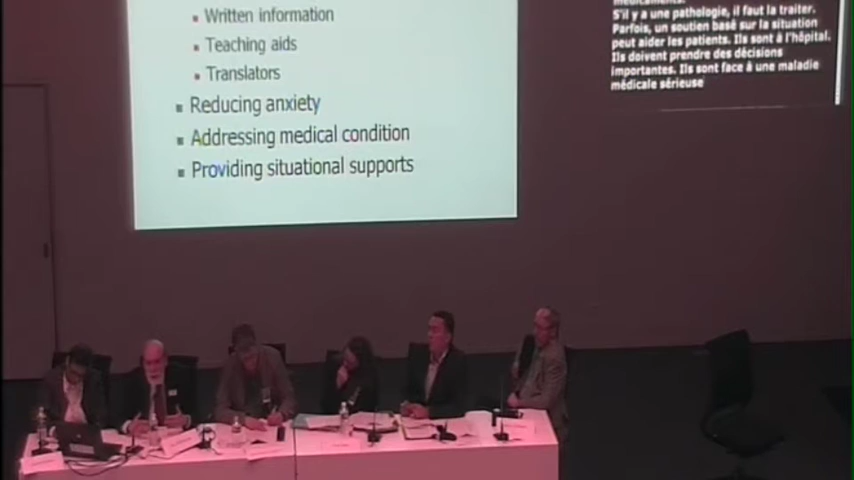 Written information
Teaching aids
Translators
Reducing anxiety
Addressing medical condition
Providing situational supports
médicaments.
S'il y a une pathologie, il faut la traiter.
Parfois, un soutien basé sur la situation
peut aider les patients. Ils sont à l'hôpital.
Ils doivent prendre des décisions
importantes. Ils sont face à une maladie
médicale sérieuse